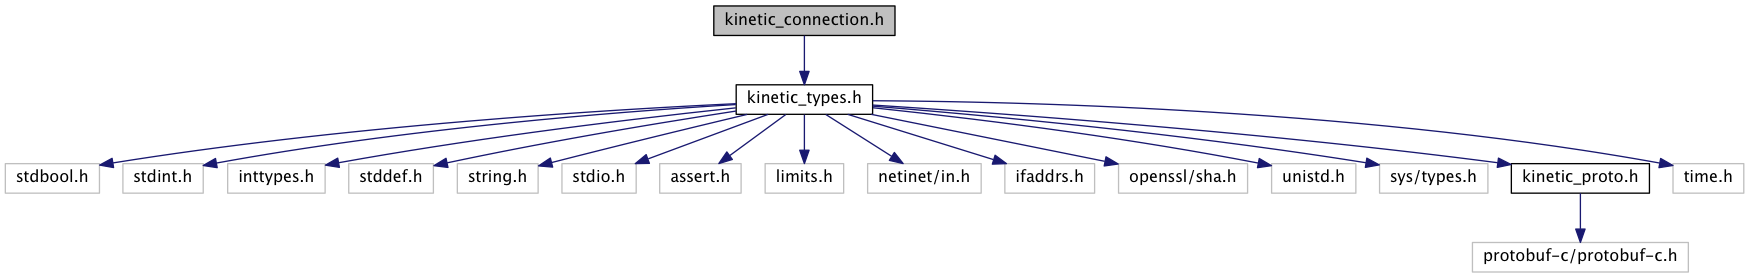 kinetic_connection.h
kinetic_types.h
stdbool.h
stdint.h
inttypes.h
stddef.h
string.h
stdio.h
assert.h
limits.h
netinet/in.h
ifaddrs.h
openssl/sha.h
unistd.h
sys/types.h
kinetic_proto.h
time.h
protobuf-c/protobuf-c.h